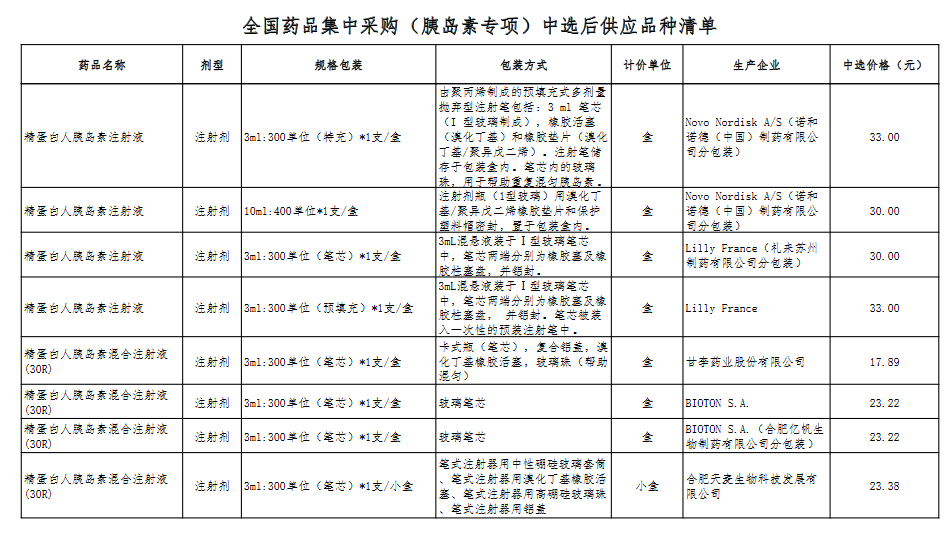 全国药品集中采购（胰岛素专项）中选后供应品种清单
药品名称 剂型 规格包装 包装方式 计价单位 生产企业 中选价格（元）
精蛋白人胰岛素注射液 注射剂 3ml:300单位（特充）*1支/盒
由聚丙烯制成的预填充式多剂量
抛弃型注射笔包括：3 ml 笔芯
（I 型玻璃制成），橡胶活塞
（溴化丁基）和橡胶垫片（溴化
丁基/聚异戊二烯）。注射笔储
存于包装盒内。笔芯内的玻璃
珠，用于帮助重复混匀胰岛素。
盒
Novo Nordisk A/S（诺和
诺德（中国）制药有限公
司分包装）
33.00
精蛋白人胰岛素注射液 注射剂 10ml:400单位*1支/盒
注射剂瓶（1型玻璃）用溴化丁
基/聚异戊二烯橡胶垫片和保护
塑料帽密封，置于包装盒内。
盒
Novo Nordisk A/S（诺和
诺德（中国）制药有限公
司分包装）
30.00
精蛋白人胰岛素注射液 注射剂 3ml:300单位（笔芯）*1支/盒
3mL混悬液装于Ⅰ型玻璃笔芯
中，笔芯两端分别为橡胶塞及橡
胶柱塞盘，并铝封。
盒
Lilly France（礼来苏州
制药有限公司分包装）
30.00
精蛋白人胰岛素注射液 注射剂 3ml:300单位（预填充）*1支/盒
3mL混悬液装于Ⅰ型玻璃笔芯
中，笔芯两端分别为橡胶塞及橡
胶柱塞盘， 并铝封。笔芯被装
入一次性的预装注射笔中。
盒
Lilly France
33.00
精蛋白人胰岛素混合注射液
(30R)
注射剂 3ml:300单位（笔芯）*1支/盒
卡式瓶（笔芯），复合铝盖，溴
化丁基橡胶活塞，玻璃珠（帮助
混匀）
盒 甘李药业股份有限公司 17.89
精蛋白人胰岛素混合注射液
(30R)
注射剂 3ml:300单位（笔芯）*1支/盒 玻璃笔芯 盒 BIOTON S.A. 23.22
精蛋白人胰岛素混合注射液
(30R)
注射剂 3ml:300单位（笔芯）*1支/盒 玻璃笔芯 盒
BIOTON S.A.（合肥亿帆生
物制药有限公司分包装）
23.22
精蛋白人胰岛素混合注射液
(30R)
注射剂 3ml:300单位（笔芯）*1支/小盒
笔式注射器用中性硼硅玻璃套筒
、笔式注射器用溴化丁基橡胶活
塞、笔式注射器用高硼硅玻璃珠
、笔式注射器用铝盖
小盒
合肥天麦生物科技发展有
限公司
23.38